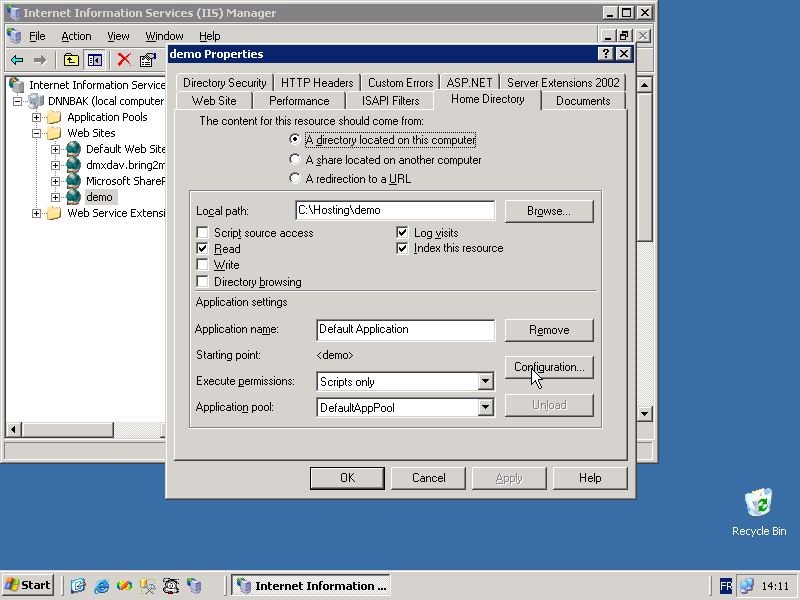 Internet Information Services (IIS) Manager
File Action View Window Help
demo Properties
Internet Information Service
DNNBAK (local computer
Application Pools
Web Sites
Default Web Site
dmxdav.bring2m
Microsoft ShareP
demo
Web Service Extensi
Directory Security HTTP Headers Custom Errors ASP.NET Server Extensions 2002
Web Site Performance ISAPI Filters Home Directory Documents
The content for this resource should come from:
A directory located on this computer
A share located on another computer
A redirection to a URL
Local path: C:\Hosting\demo Browse...
Script source access Log visits
Read Index this resource
Write
Directory browsing
Application settings
Application name: Default Application Remove
Starting point: <demo> Configuration...
Execute permissions: Scripts only
Application pool: DefaultAppPool Unload
OK Cancel Apply Help
Recycle Bin
Start Internet Information ... FR 14:11